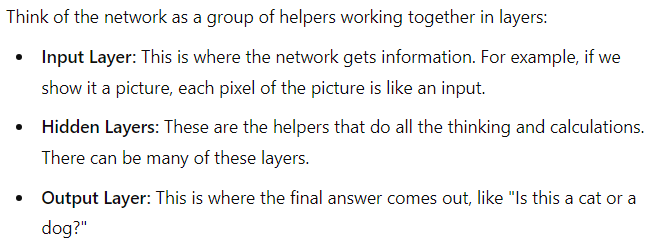 Think of the network as a group of helpers working together in layers:
• Input Layer: This is where the network gets information. For example, if we
show it a picture, each pixel of the picture is like an input.
• Hidden Layers: These are the helpers that do all the thinking and calculations.
There can be many of these layers.
• Output Layer: This is where the final answer comes out, like "Is this a cat or a
dog?"